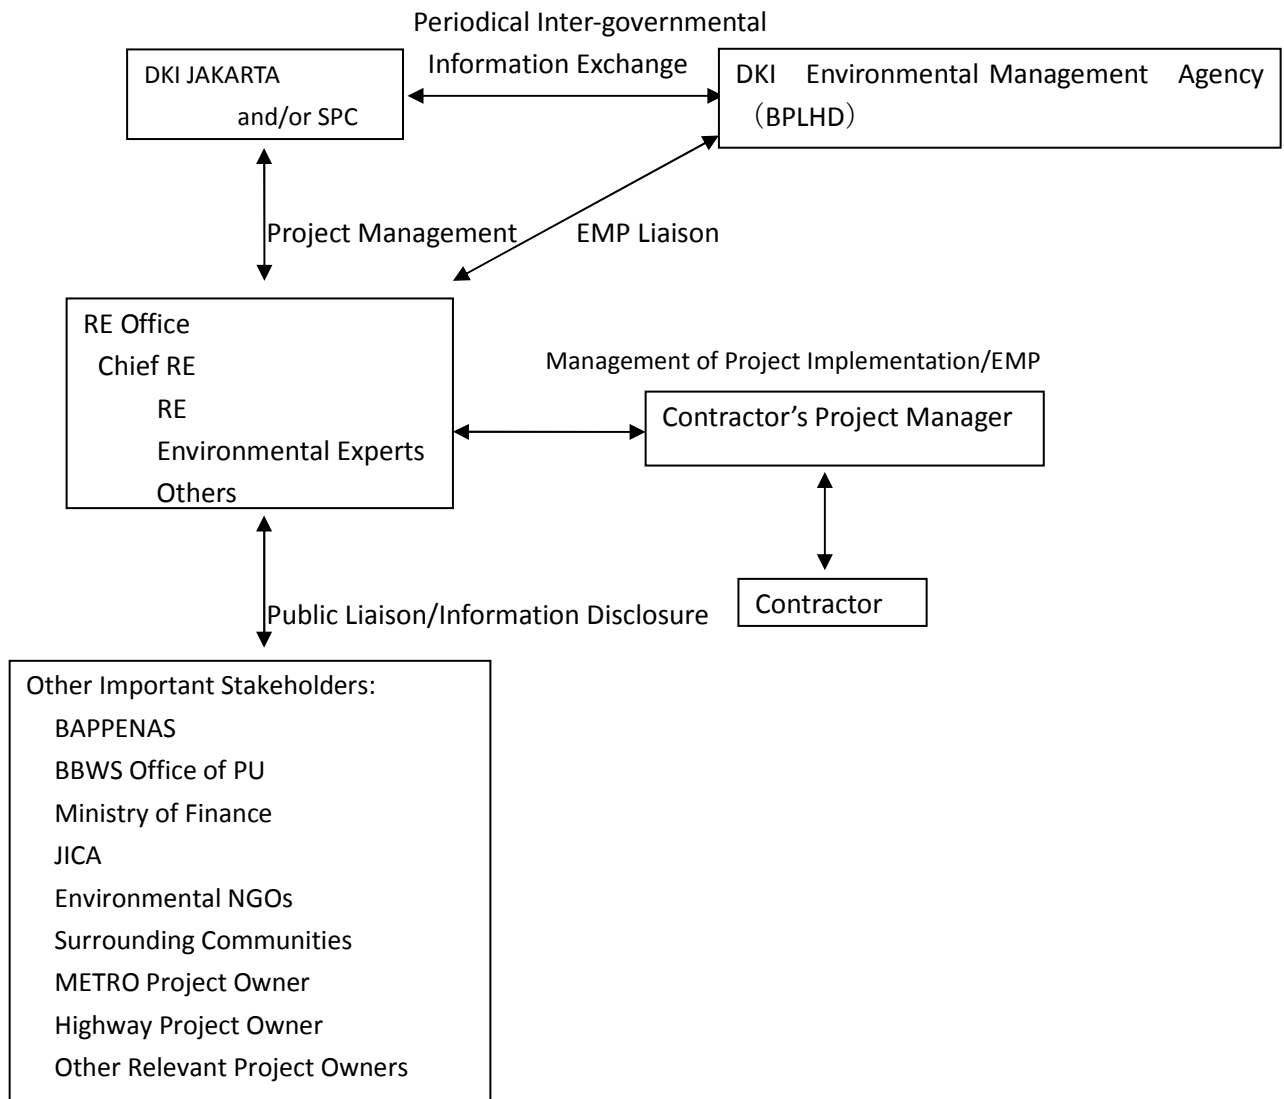 Periodical Inter-governmental
Information Exchange
DKI JAKARTA
and/or SPC
DKI Environmental Management Agency
（BPLHD）
Project Management
EMP Liaison
RE Office
Chief RE
RE
Environmental Experts
Others
Management of Project Implementation/EMP
Contractor’s Project Manager
Contractor
Public Liaison/Information Disclosure
Other Important Stakeholders:
BAPPENAS
BBWS Office of PU
Ministry of Finance
JICA
Environmental NGOs
Surrounding Communities
METRO Project Owner
Highway Project Owner
Other Relevant Project Owners